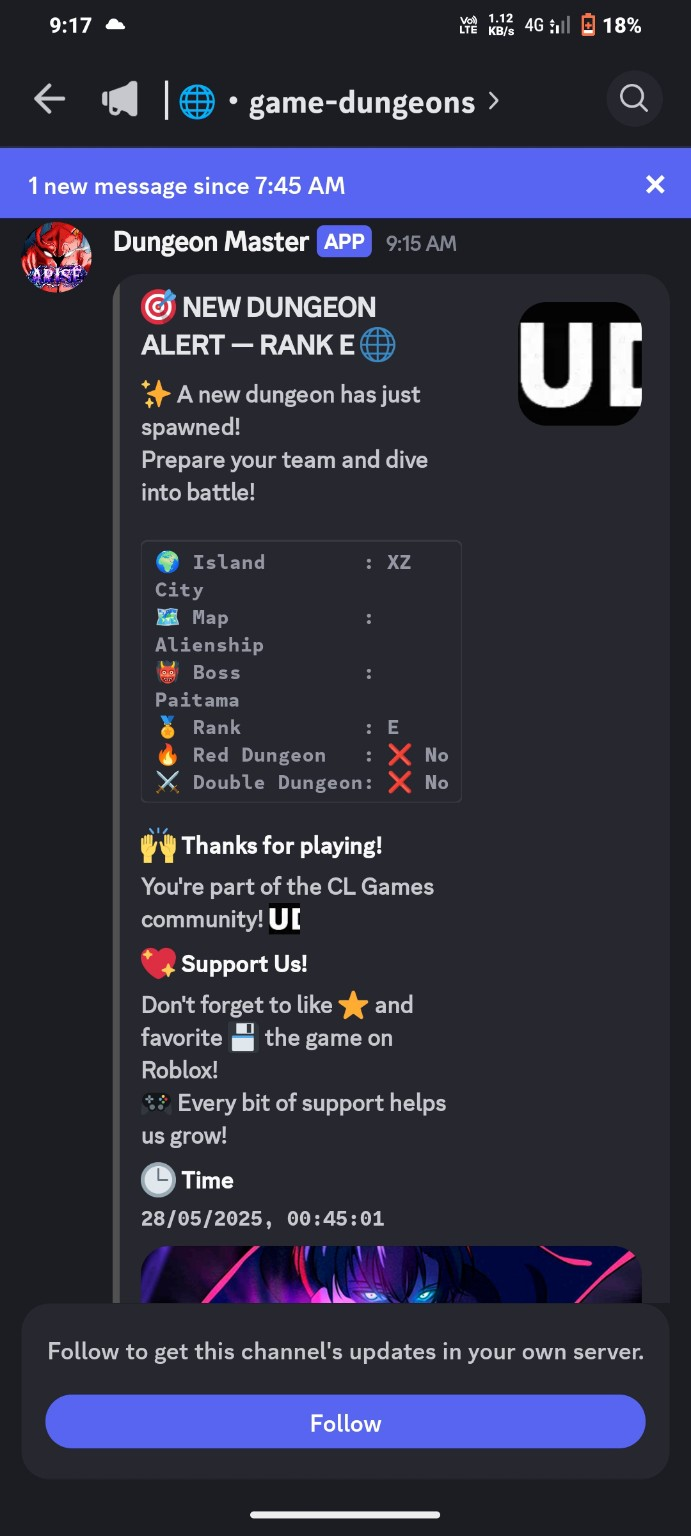 9:17 Vo) LTE 1.12 KB/s 4G 18%
| • game-dungeons >
1 new message since 7:45 AM ✕
Dungeon Master APP 9:15 AM
ARISE
🎯 NEW DUNGEON
ALERT — RANK E 🌐
UD
✨ A new dungeon has just
spawned!
Prepare your team and dive
into battle!
🌍 Island : XZ
City
🗺️ Map :
Alienship
👹 Boss :
Paitama
🏅 Rank : E
🔥 Red Dungeon : ❌ No
⚔️ Double Dungeon: ❌ No
🙌 Thanks for playing!
You're part of the CL Games
community! UD
💖 Support Us!
Don't forget to like ⭐ and
favorite 💾 the game on
Roblox!
🎮 Every bit of support helps
us grow!
🕒 Time
28/05/2025, 00:45:01
Follow to get this channel's updates in your own server.
Follow